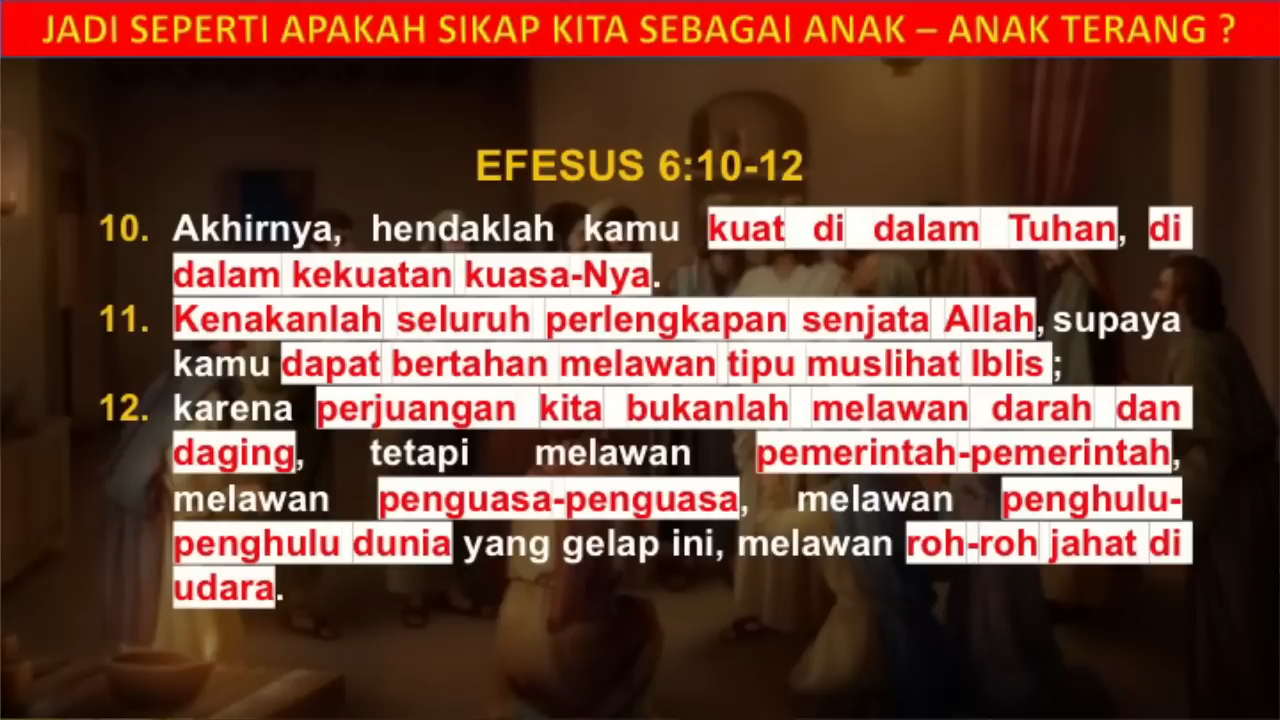 JADI SEPERTI APAKAH SIKAP KITA SEBAGAI ANAK – ANAK TERANG ?
EFESUS 6:10-12
10. Akhirnya, hendaklah kamu kuat di dalam Tuhan, di
dalam kekuatan kuasa-Nya.
11. Kenakanlah seluruh perlengkapan senjata Allah, supaya
kamu dapat bertahan melawan tipu muslihat Iblis ;
12. karena perjuangan kita bukanlah melawan darah dan
daging, tetapi melawan pemerintah-pemerintah,
melawan penguasa-penguasa, melawan penghulu-
penghulu dunia yang gelap ini, melawan roh-roh jahat di
udara.